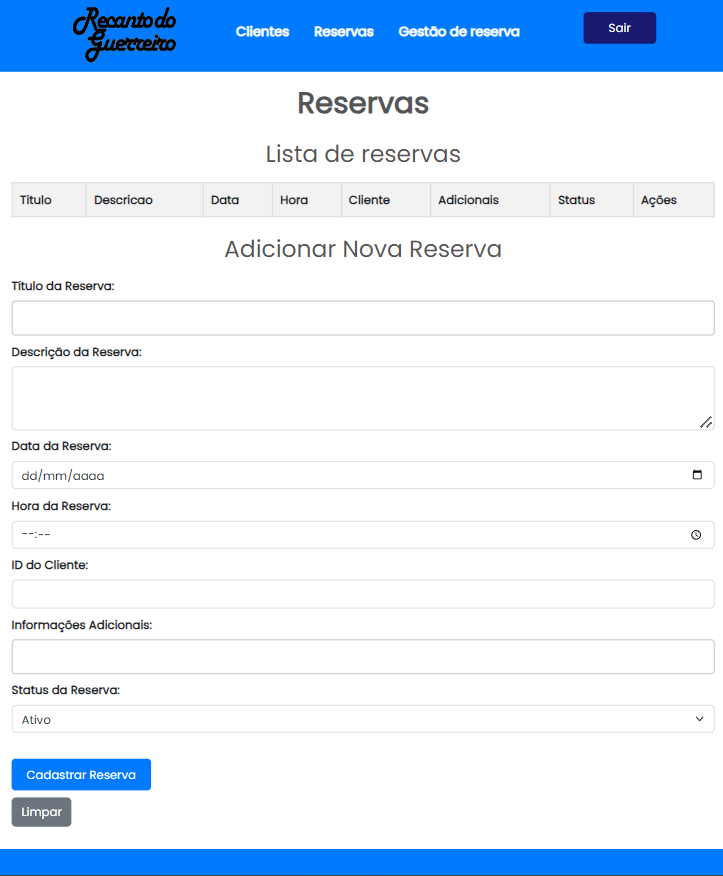 Recanto do
Guerreiro
Clientes Reservas Gestão de reserva Sair
Reservas
Lista de reservas
Titulo Descricao Data Hora Cliente Adicionais Status Ações
Adicionar Nova Reserva
Título da Reserva:
Descrição da Reserva:
Data da Reserva:
dd/mm/aaaa
Hora da Reserva:
--:--
ID do Cliente:
Informações Adicionais:
Status da Reserva:
Ativo
Cadastrar Reserva
Limpar